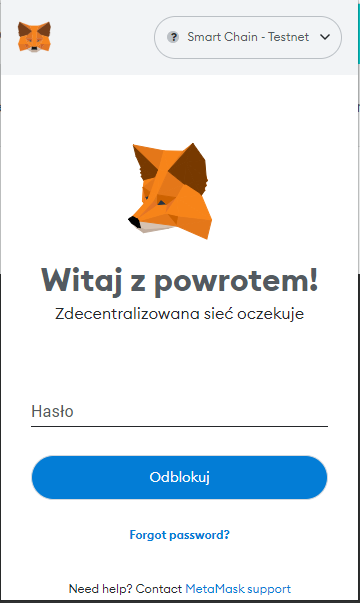 Smart Chain - Testnet
Witaj z powrotem!
Zdecentralizowana sieć oczekuje
Hasło
Odblokuj
Forgot password?
Need help? Contact MetaMask support